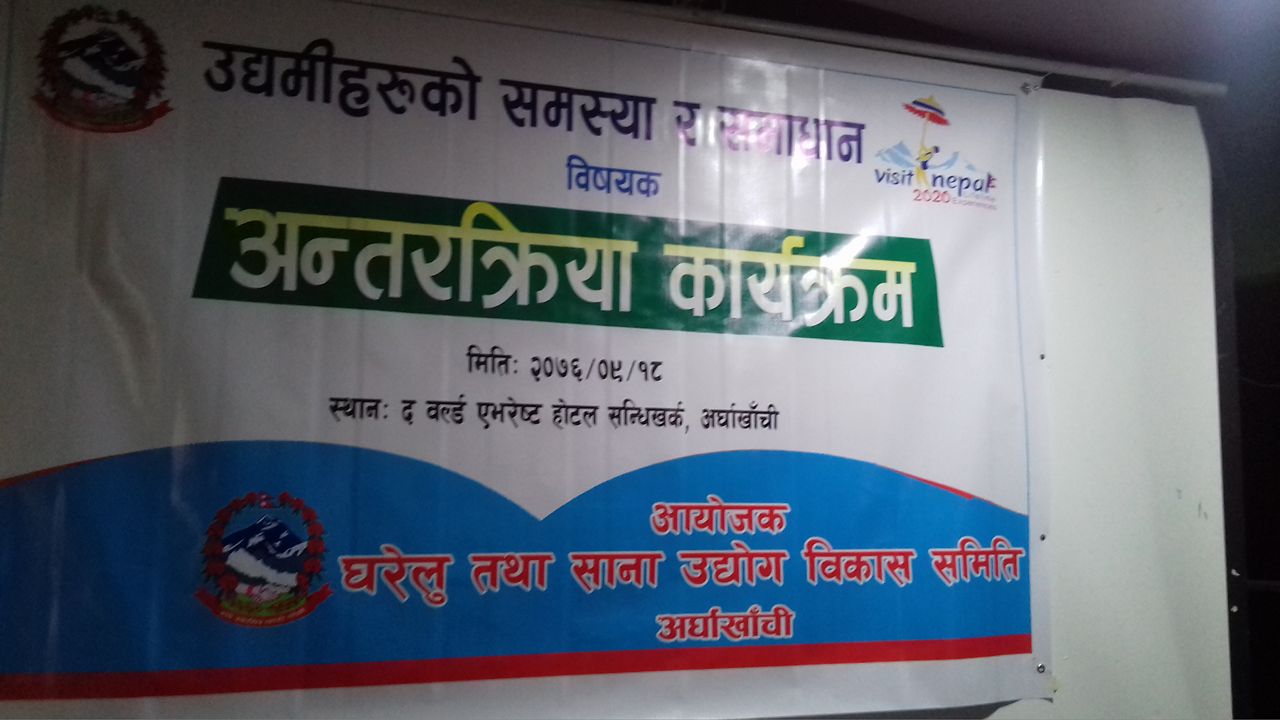 उद्यमीहरूको समस्या र समाधान
visit nepal
2020
Experiences
विषयक
अन्तरक्रिया कार्यक्रम
मितिः २०७६/०९/१८
स्थानः द वर्ल्ड एभरेष्ट होटल सन्धिखर्क, अर्घाखाँची
आयोजक
घरेलु तथा साना उद्योग विकास समिति
अर्घाखाँची